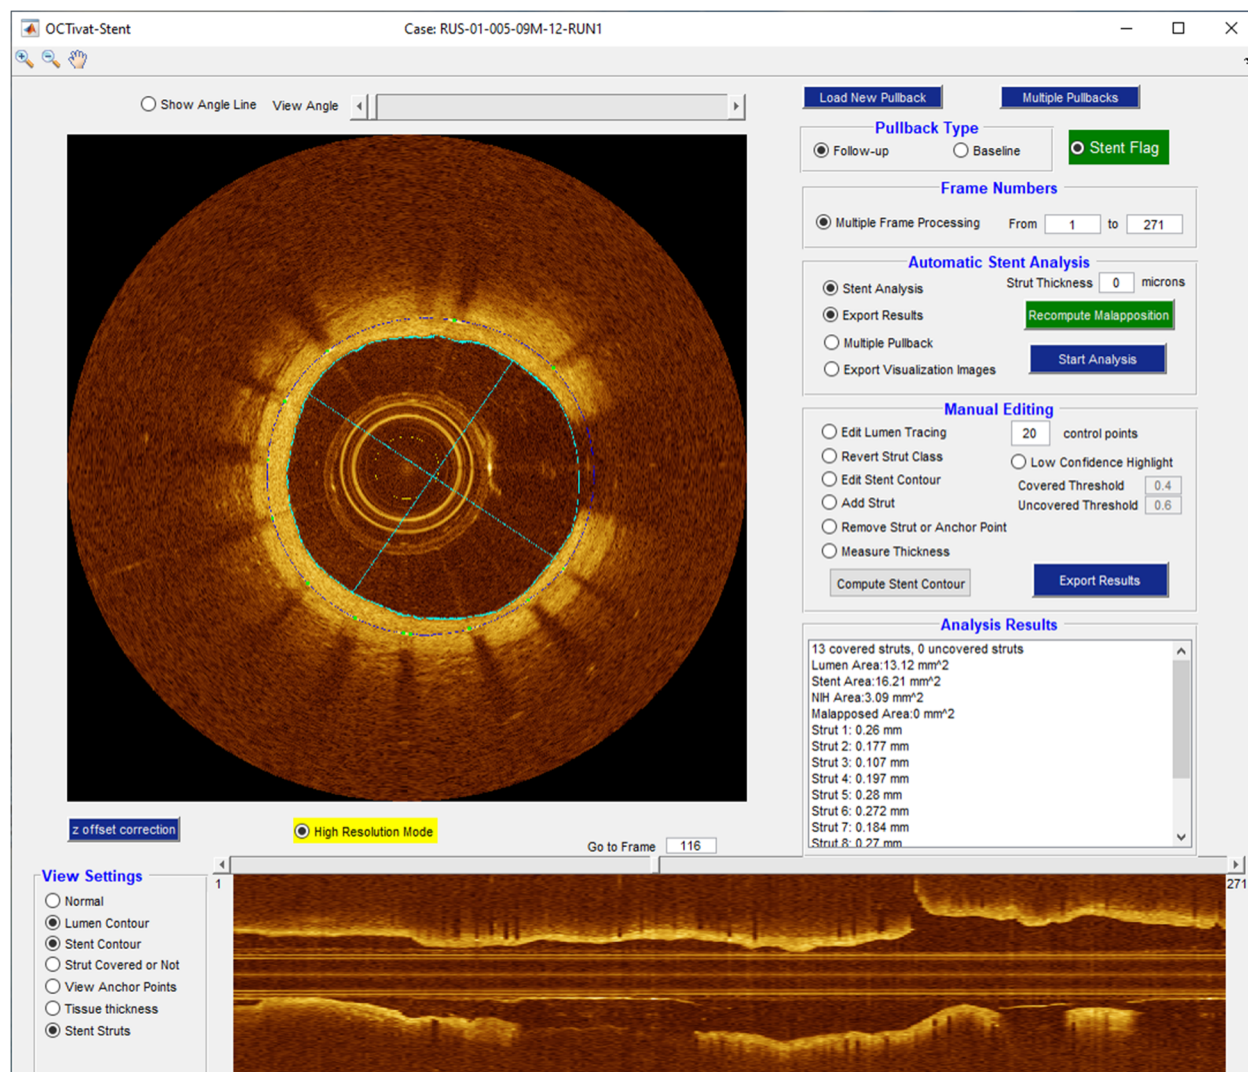 OCTivat-Stent
Case: RUS-01-005-09M-12-RUN1
Show Angle Line
View Angle
Load New Pullback
Multiple Pullbacks
Pullback Type
Follow-up
Baseline
Stent Flag
Frame Numbers
Multiple Frame Processing
From
1
to
271
Automatic Stent Analysis
Stent Analysis
Strut Thickness
0
microns
Export Results
Recompute Malapposition
Multiple Pullback
Start Analysis
Export Visualization Images
Manual Editing
Edit Lumen Tracing
20
control points
Revert Strut Class
Low Confidence Highlight
Edit Stent Contour
Covered Threshold
0.4
Add Strut
Uncovered Threshold
0.6
Remove Strut or Anchor Point
Measure Thickness
Compute Stent Contour
Export Results
Analysis Results
13 covered struts, 0 uncovered struts
Lumen Area:13.12 mm^2
Stent Area:16.21 mm^2
NIH Area:3.09 mm^2
Malapposed Area:0 mm^2
Strut 1: 0.26 mm
Strut 2: 0.177 mm
Strut 3: 0.107 mm
Strut 4: 0.197 mm
Strut 5: 0.28 mm
Strut 6: 0.272 mm
Strut 7: 0.184 mm
Strut 8: 0.27 mm
z offset correction
High Resolution Mode
Go to Frame
116
View Settings
1
271
Normal
Lumen Contour
Stent Contour
Strut Covered or Not
View Anchor Points
Tissue thickness
Stent Struts